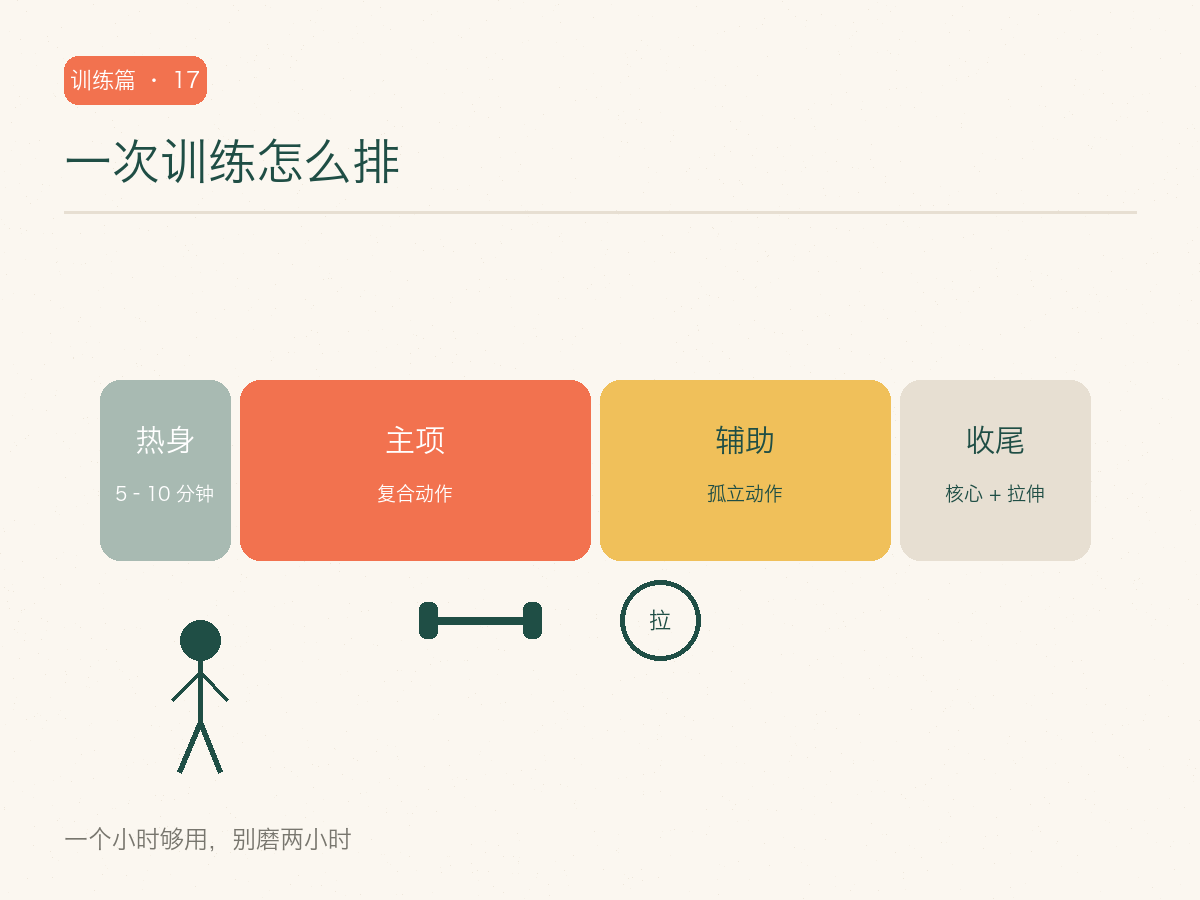 训练篇 · 17
一次训练怎么排
热身
5 - 10 分钟
主项
复合动作
辅助
孤立动作
收尾
核心 + 拉伸
拉
一个小时够用，别磨两小时